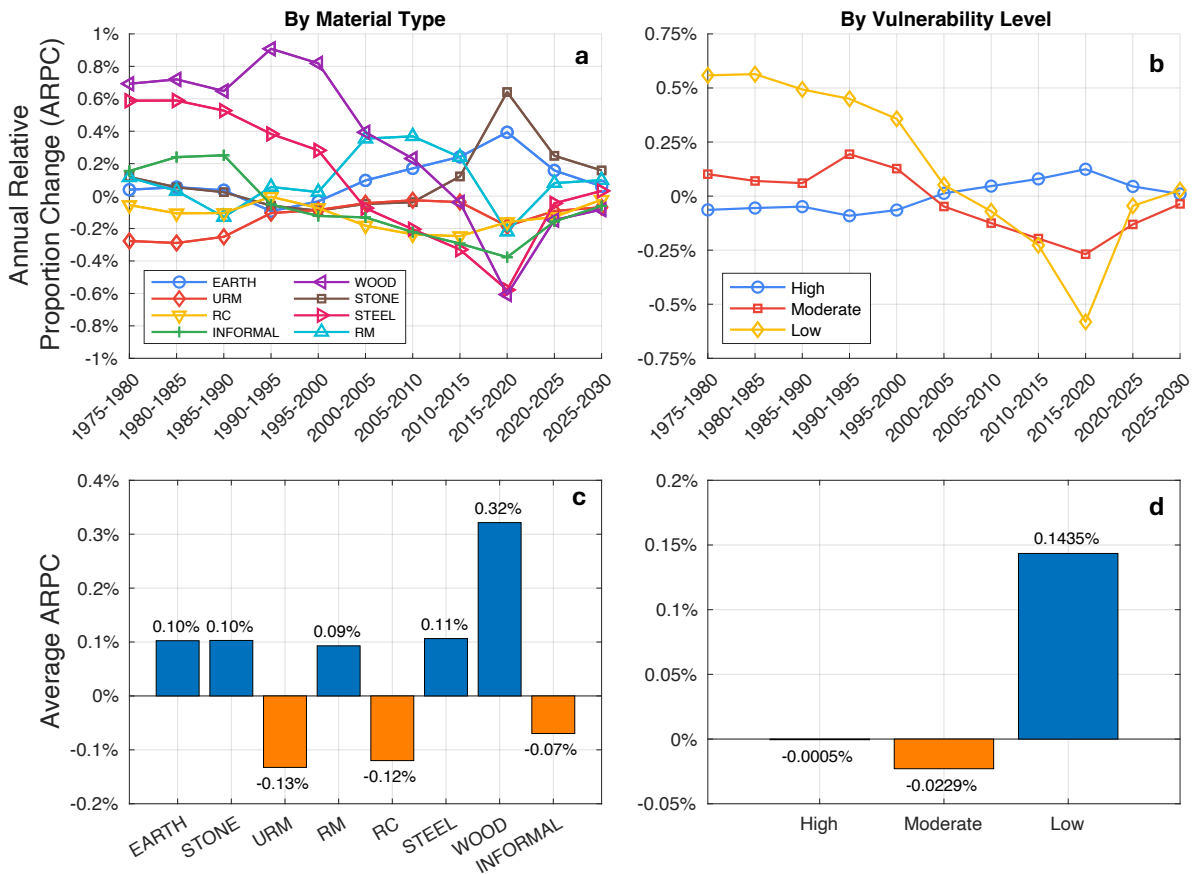 By Material Type
Annual Relative
Proportion Change (ARPC)
1%
0.8%
0.6%
0.4%
0.2%
0%
-0.2%
-0.4%
-0.6%
-0.8%
-1%
a
EARTH
URM
RC
INFORMAL
WOOD
STONE
STEEL
RM
1975-1980
1980-1985
1985-1990
1990-1995
1995-2000
2000-2005
2005-2010
2010-2015
2015-2020
2020-2025
2025-2030
By Vulnerability Level
0.75%
0.5%
0.25%
0%
-0.25%
-0.5%
-0.75%
b
High
Moderate
Low
1975-1980
1980-1985
1985-1990
1990-1995
1995-2000
2000-2005
2005-2010
2010-2015
2015-2020
2020-2025
2025-2030
Average ARPC
0.4%
0.3%
0.2%
0.1%
0%
-0.1%
-0.2%
c
0.10%
0.10%
-0.13%
0.09%
-0.12%
0.11%
0.32%
-0.07%
EARTH
STONE
URM
RM
RC
STEEL
WOOD
INFORMAL
0.2%
0.15%
0.1%
0.05%
0%
-0.05%
d
-0.0005%
-0.0229%
0.1435%
High
Moderate
Low